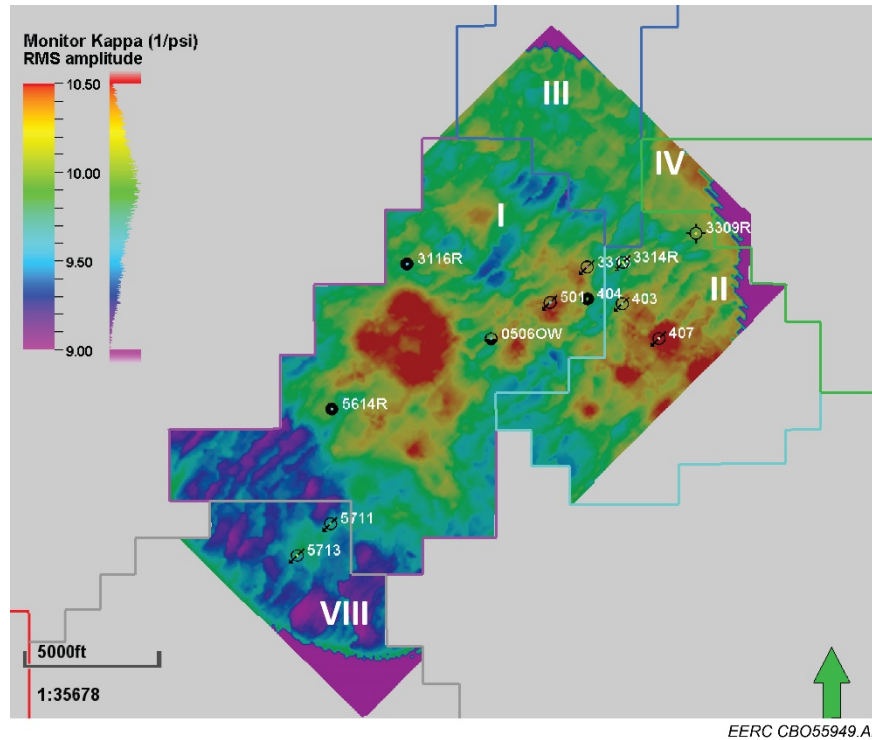 Monitor Kappa (1/psi)
RMS amplitude
10.50
10.00
9.50
9.00
III
IV
I
3309R
3116R
3314R
II
501
404
403
0506OW
407
5614R
5711
5713
VIII
5000ft
1:35678
EERC CBO55949.AI